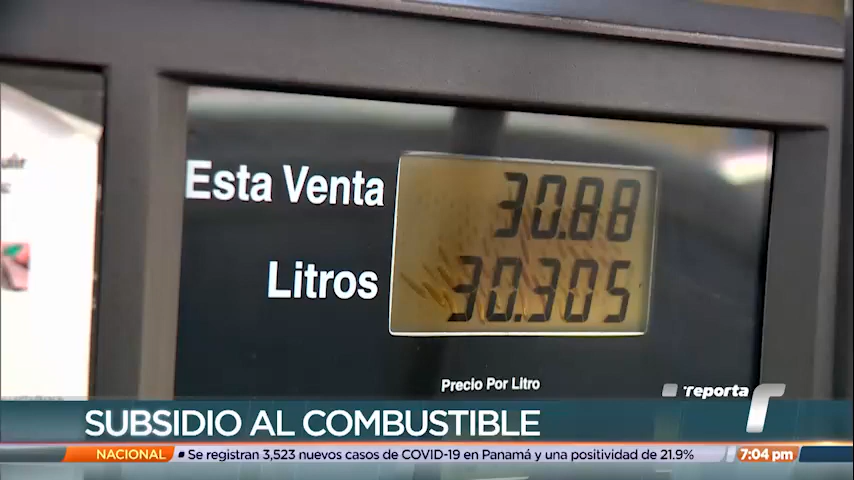 Esta Venta 30.88
Litros 30.305
Precio Por Litro
reporta
SUBSIDIO AL COMBUSTIBLE
NACIONAL Se registran 3,523 nuevos casos de COVID-19 en Panamá y una positividad de 21.9% 7:04 pm